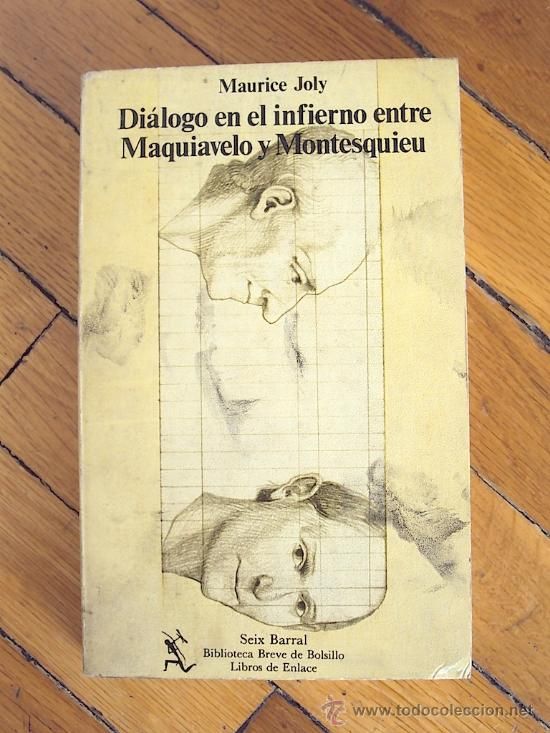 Maurice Joly
Diálogo en el infierno entre
Maquiavelo y Montesquieu
Seix Barral
Biblioteca Breve de Bolsillo
Libros de Enlace
www.todocoleccion.net